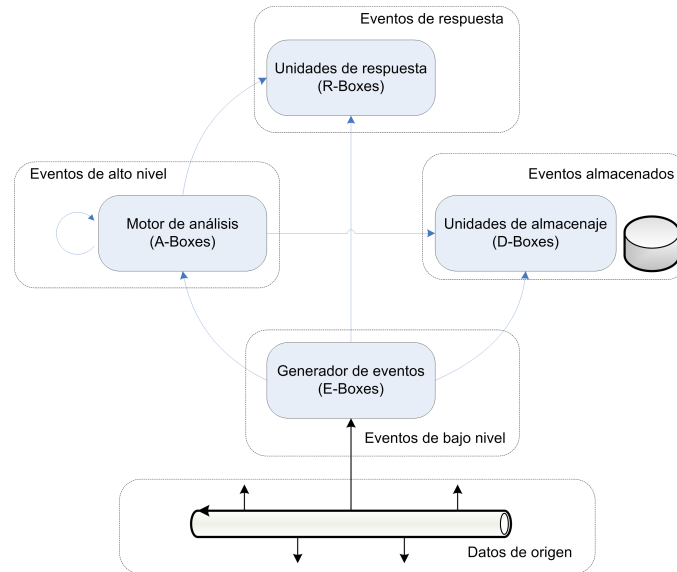 Eventos de respuesta
Unidades de respuesta
(R-Boxes)
Eventos de alto nivel
Motor de análisis
(A-Boxes)
Eventos almacenados
Unidades de almacenaje
(D-Boxes)
Generador de eventos
(E-Boxes)
Eventos de bajo nivel
Datos de origen